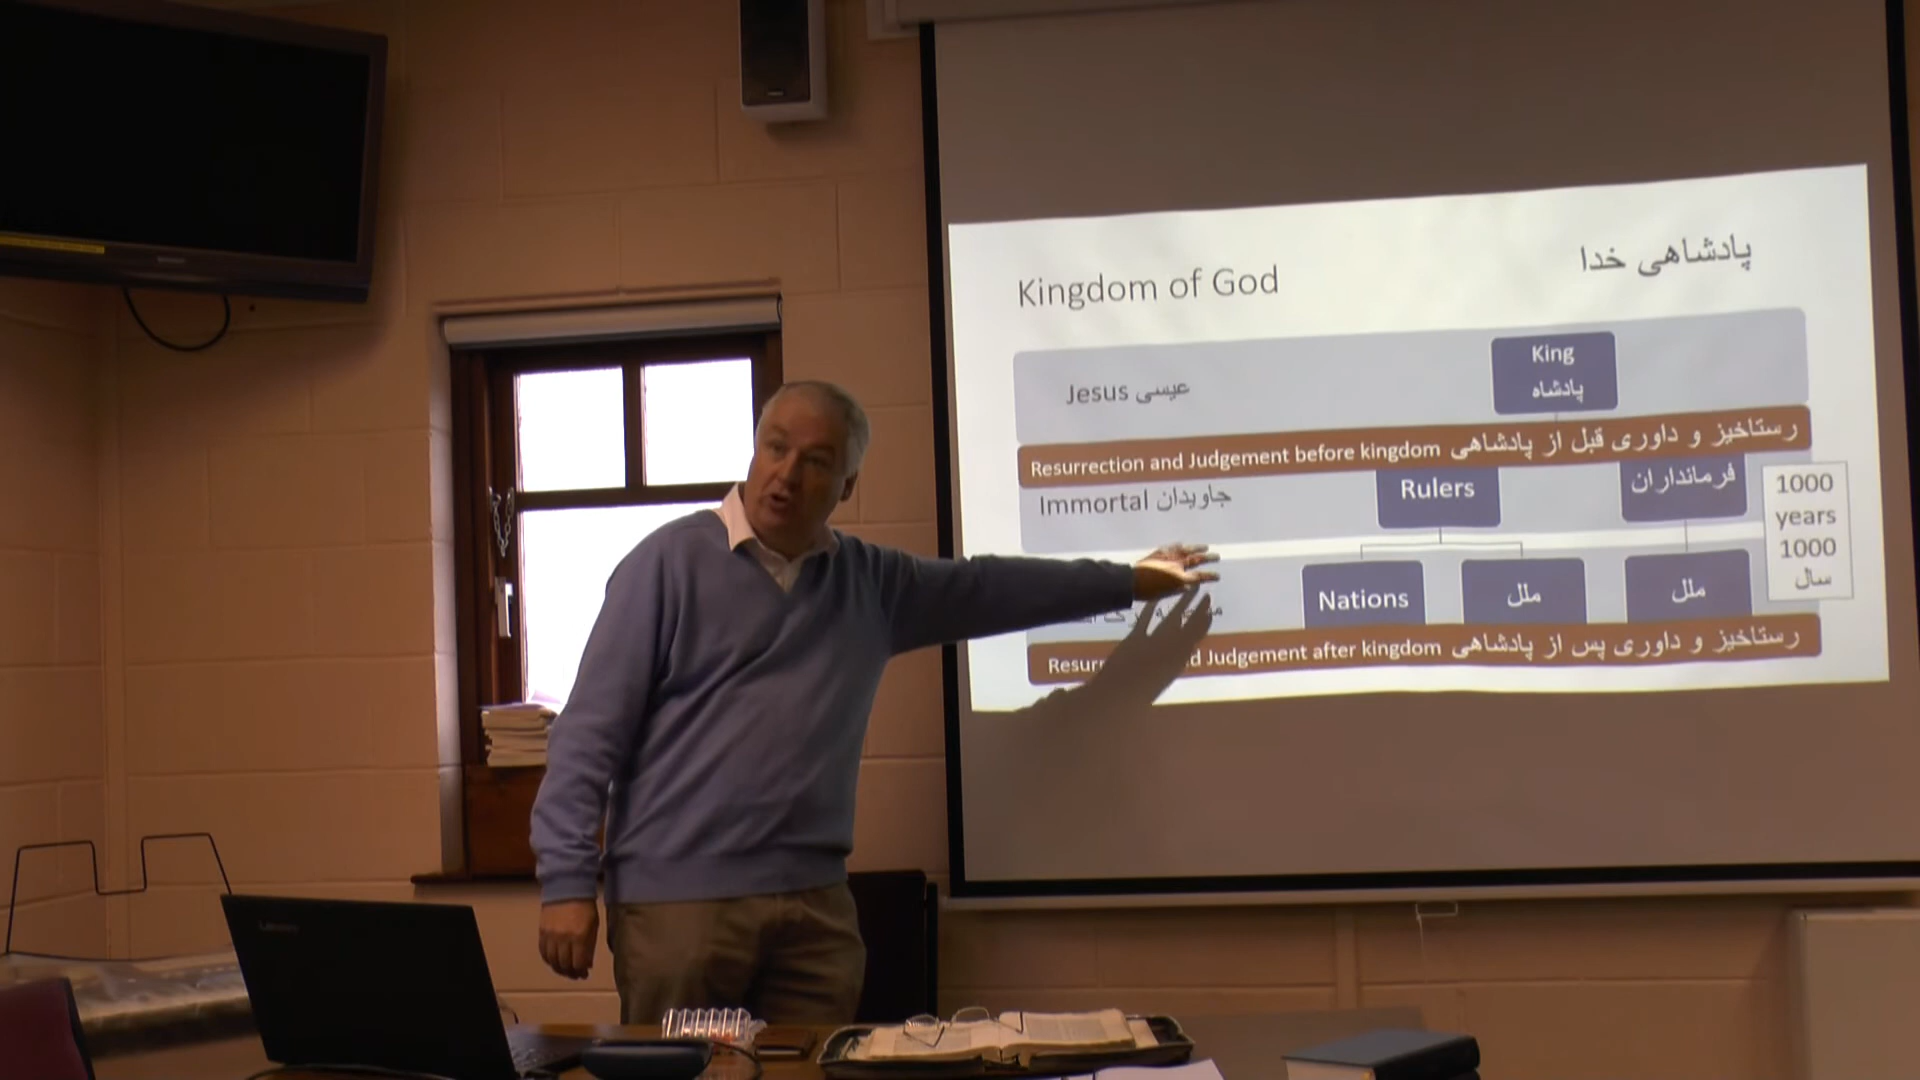 Kingdom of God
پادشاهی خدا
King
پادشاه
Jesus عیسی
Resurrection and Judgement before kingdom رستاخیز و داوری قبل از پادشاهی
Immortal جاویدان
Rulers
فرمانداران
1000
years
1000
سال
Nations
ملل
ملل
Judgement after kingdom رستاخیز و داوری پس از پادشاهی
Lenovo